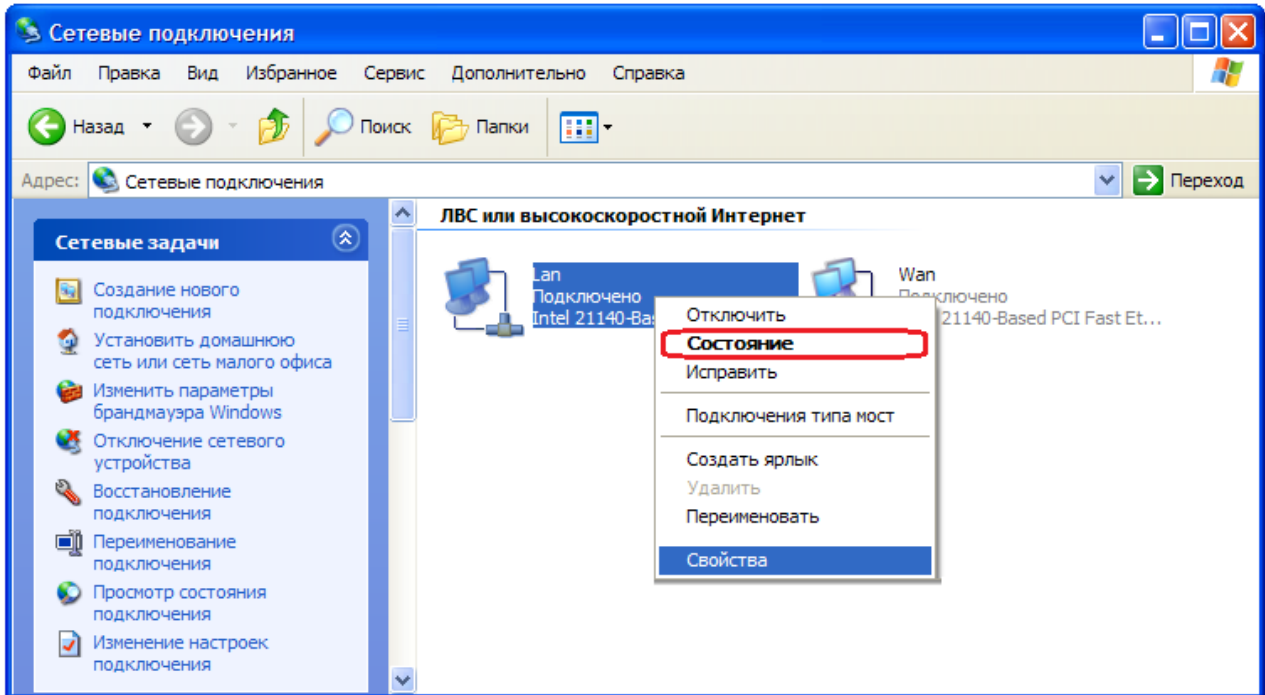 Сетевые подключения
Файл Правка Вид Избранное Сервис Дополнительно Справка
Назад Поиск Папки
Адрес: Сетевые подключения Переход
Сетевые задачи
Создание нового
подключения
Установить домашнюю
сеть или сеть малого офиса
Изменить параметры
брандмауэра Windows
Отключение сетевого
устройства
Восстановление
подключения
Переименование
подключения
Просмотр состояния
подключения
Изменение настроек
подключения
ЛВС или высокоскоростной Интернет
Lan
Подключено
Intel 21140-Ba
Wan
Подключено
21140-Based PCI Fast Et...
Отключить
Состояние
Исправить
Подключения типа мост
Создать ярлык
Удалить
Переименовать
Свойства